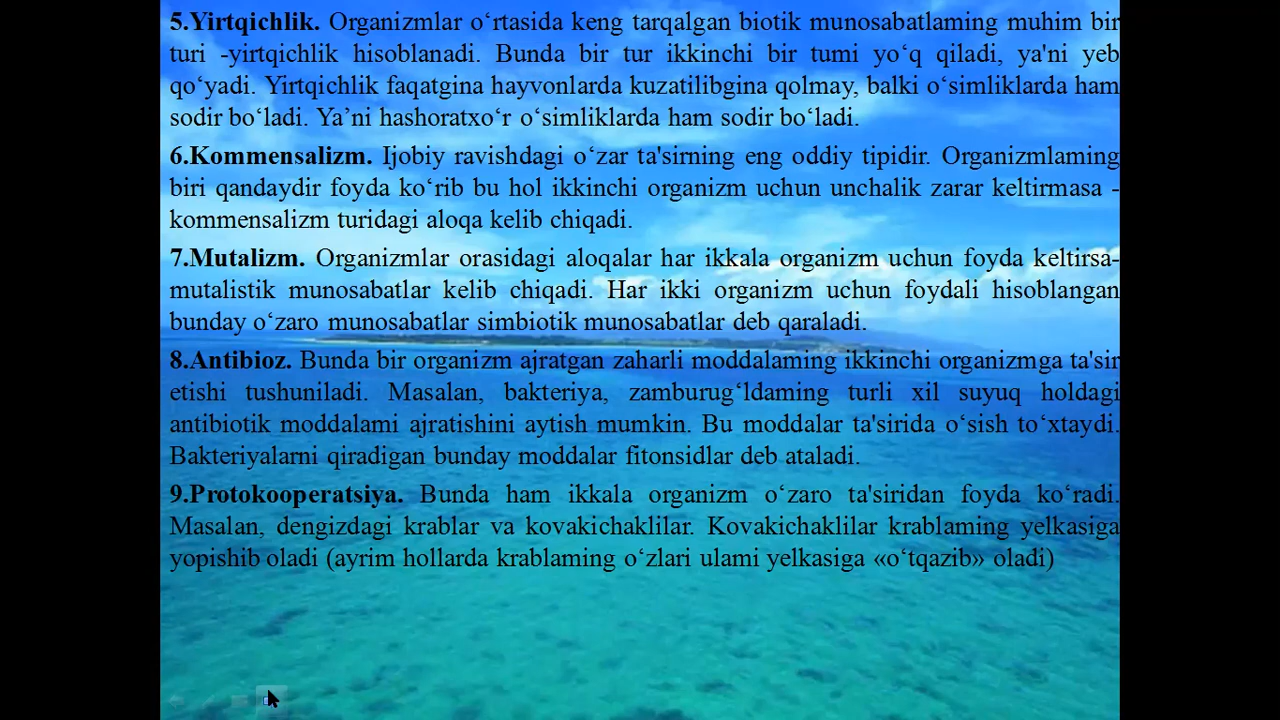 5.Yirtqichlik. Organizmlar o‘rtasida keng tarqalgan biotik munosabatlaming muhim bir
turi -yirtqichlik hisoblanadi. Bunda bir tur ikkinchi bir tumi yo‘q qiladi, ya'ni yeb
qo‘yadi. Yirtqichlik faqatgina hayvonlarda kuzatilibgina qolmay, balki o‘simliklarda ham
sodir bo‘ladi. Ya’ni hashoratxo‘r o‘simliklarda ham sodir bo‘ladi.
6.Kommensalizm. Ijobiy ravishdagi o‘zar ta'sirning eng oddiy tipidir. Organizmlaming
biri qandaydir foyda ko‘rib bu hol ikkinchi organizm uchun unchalik zarar keltirmasa -
kommensalizm turidagi aloqa kelib chiqadi.
7.Mutalizm. Organizmlar orasidagi aloqalar har ikkala organizm uchun foyda keltirsa-
mutalistik munosabatlar kelib chiqadi. Har ikki organizm uchun foydali hisoblangan
bunday o‘zaro munosabatlar simbiotik munosabatlar deb qaraladi.
8.Antibioz. Bunda bir organizm ajratgan zaharli moddalaming ikkinchi organizmga ta'sir
etishi tushuniladi. Masalan, bakteriya, zamburug‘ldaming turli xil suyuq holdagi
antibiotik moddalami ajratishini aytish mumkin. Bu moddalar ta'sirida o‘sish to‘xtaydi.
Bakteriyalarni qiradigan bunday moddalar fitonsidlar deb ataladi.
9.Protokooperatsiya. Bunda ham ikkala organizm o‘zaro ta'siridan foyda ko‘radi.
Masalan, dengizdagi krablar va kovakichaklilar. Kovakichaklilar krablaming yelkasiga
yopishib oladi (ayrim hollarda krablaming o‘zlari ulami yelkasiga «o‘tqazib» oladi)